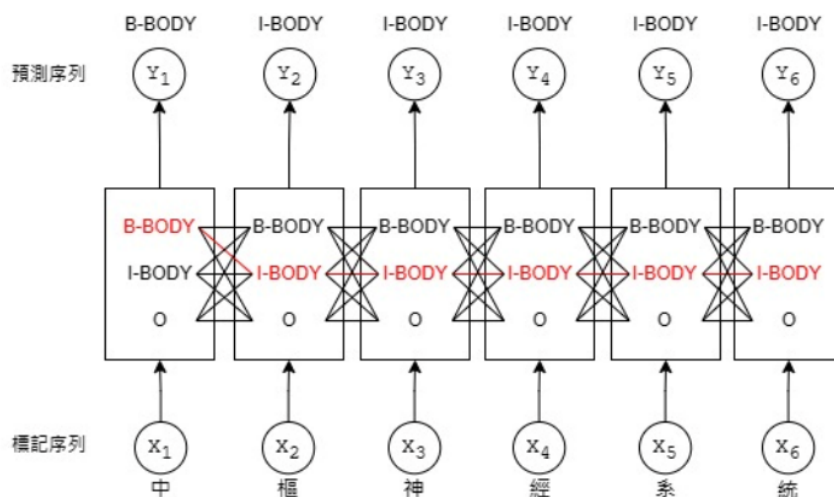 B-BODY I-BODY I-BODY I-BODY I-BODY I-BODY
預測序列 Y1 Y2 Y3 Y4 Y5 Y6
B-BODY B-BODY B-BODY B-BODY B-BODY B-BODY
I-BODY I-BODY I-BODY I-BODY I-BODY I-BODY
O O O O O O
標記序列 X1 X2 X3 X4 X5 X6
中 樞 神 經 系 統